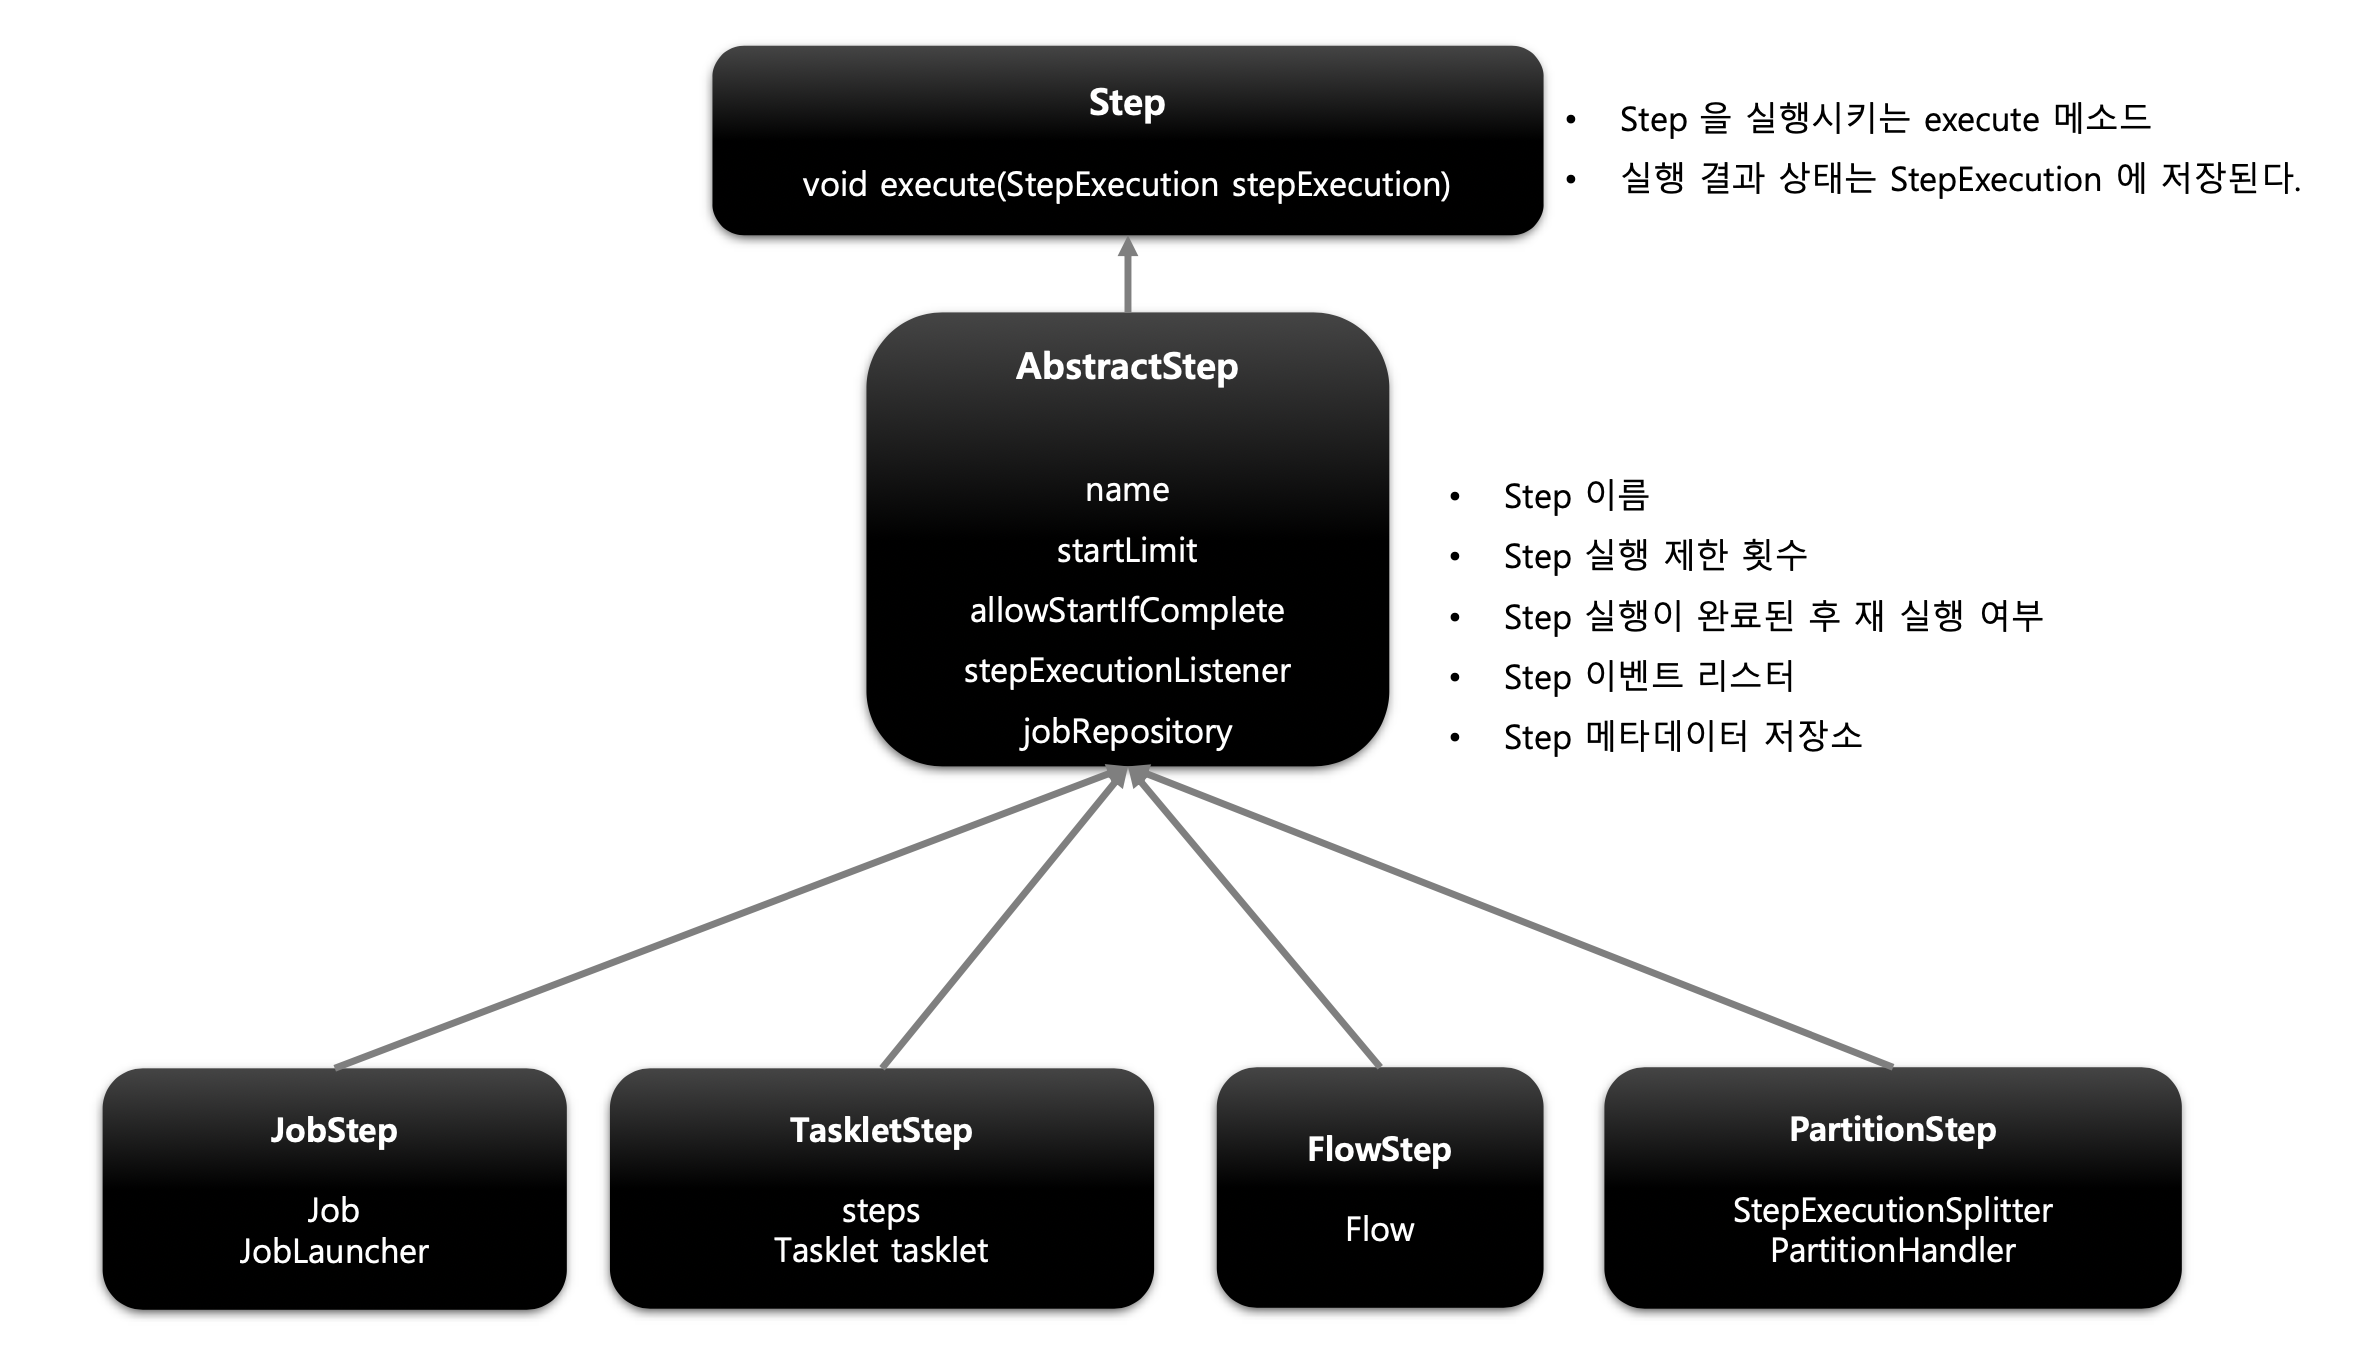 Step
void execute(StepExecution stepExecution)
• Step 을 실행시키는 execute 메소드
• 실행 결과 상태는 StepExecution 에 저장된다.
AbstractStep
name
startLimit
allowStartIfComplete
stepExecutionListener
jobRepository
• Step 이름
• Step 실행 제한 횟수
• Step 실행이 완료된 후 재 실행 여부
• Step 이벤트 리스터
• Step 메타데이터 저장소
JobStep
Job
JobLauncher
TaskletStep
steps
Tasklet tasklet
FlowStep
Flow
PartitionStep
StepExecutionSplitter
PartitionHandler